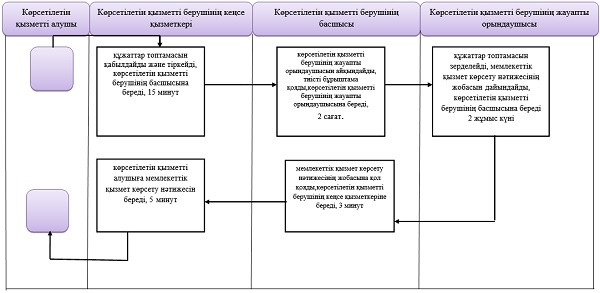 Көрсетілетін
қызметті алушы
Көрсетілетін қызметті берушінің кеңсе
қызметкері
Көрсетілетін қызметті берушінің
басшысы
Көрсетілетін қызметті берушінің жауапты
орындаушысы
құжаттар топтамасын
қабылдайды және тіркейді,
көрсетілетін қызметті
берушінің басшысына
береді, 15 минут
көрсетілетін қызметті
берушінің жауапты
орындаушысын айқындайды,
тиісті бұрыштама
қояды,көрсетілетін қызметті
берушінің жауапты
орындаушысына береді,
2 сағат.
құжаттар топтамасын
зерделейді, мемлекеттік
қызмет көрсету нәтижесінің
жобасын дайындайды,
көрсетілетін қызметті
берушінің басшысына береді
2 жұмыс күні
көрсетілетін қызметті
алушыға мемлекеттік
қызмет көрсету нәтижесін
береді, 5 минут
мемлекеттік қызмет көрсету
нәтижесінің жобасына қол
қояды,көрсетілетін қызметті
берушінің кеңсе қызметкеріне
береді, 3 минут